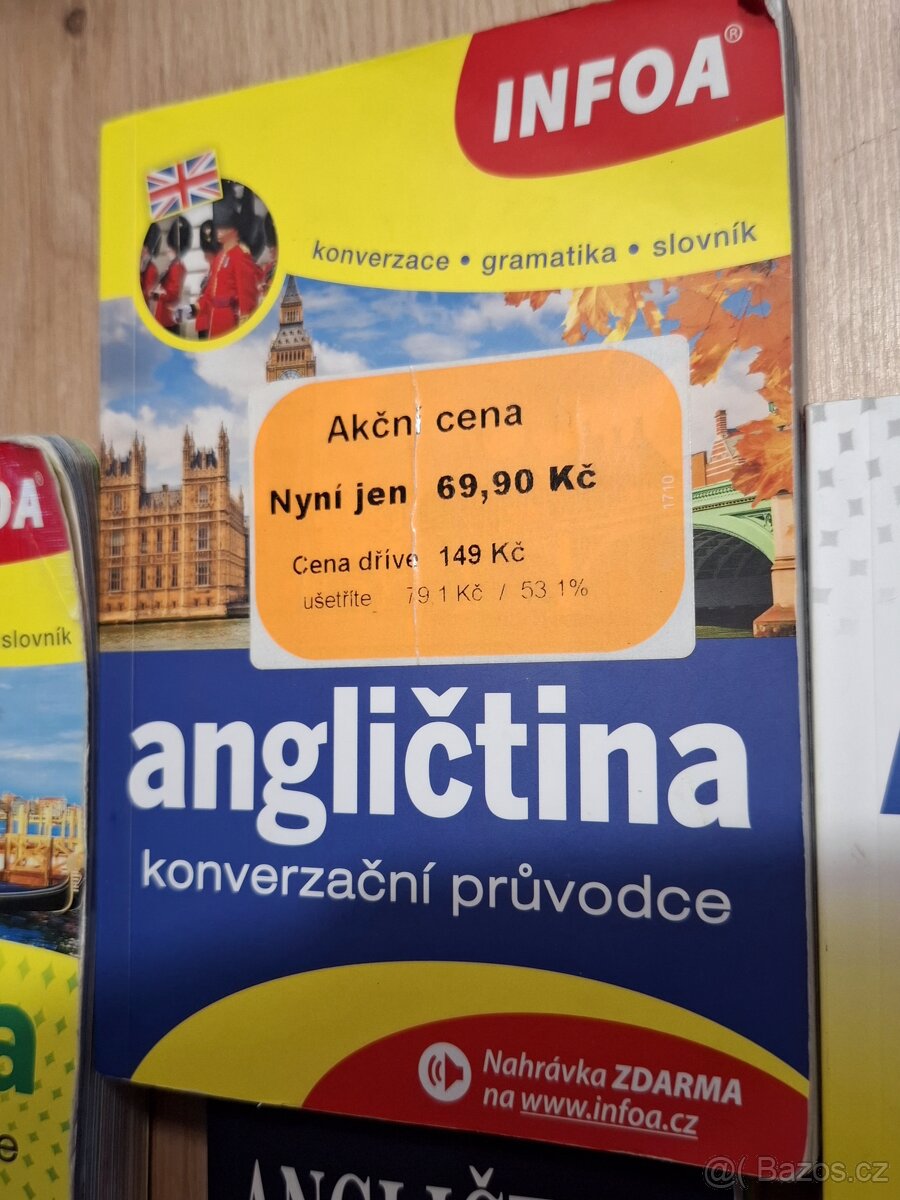 INFOA®
konverzace • gramatika • slovník
Akční cena
Nyní jen 69,90 Kč
Cena dříve 149 Kč
ušetříte 79.1 Kč / 53.1%
1710
angličtina
konverzační průvodce
Nahrávka ZDARMA
na www.infoa.cz
OA®
slovník
a
e
ANGLIČT
@( Bazos.cz